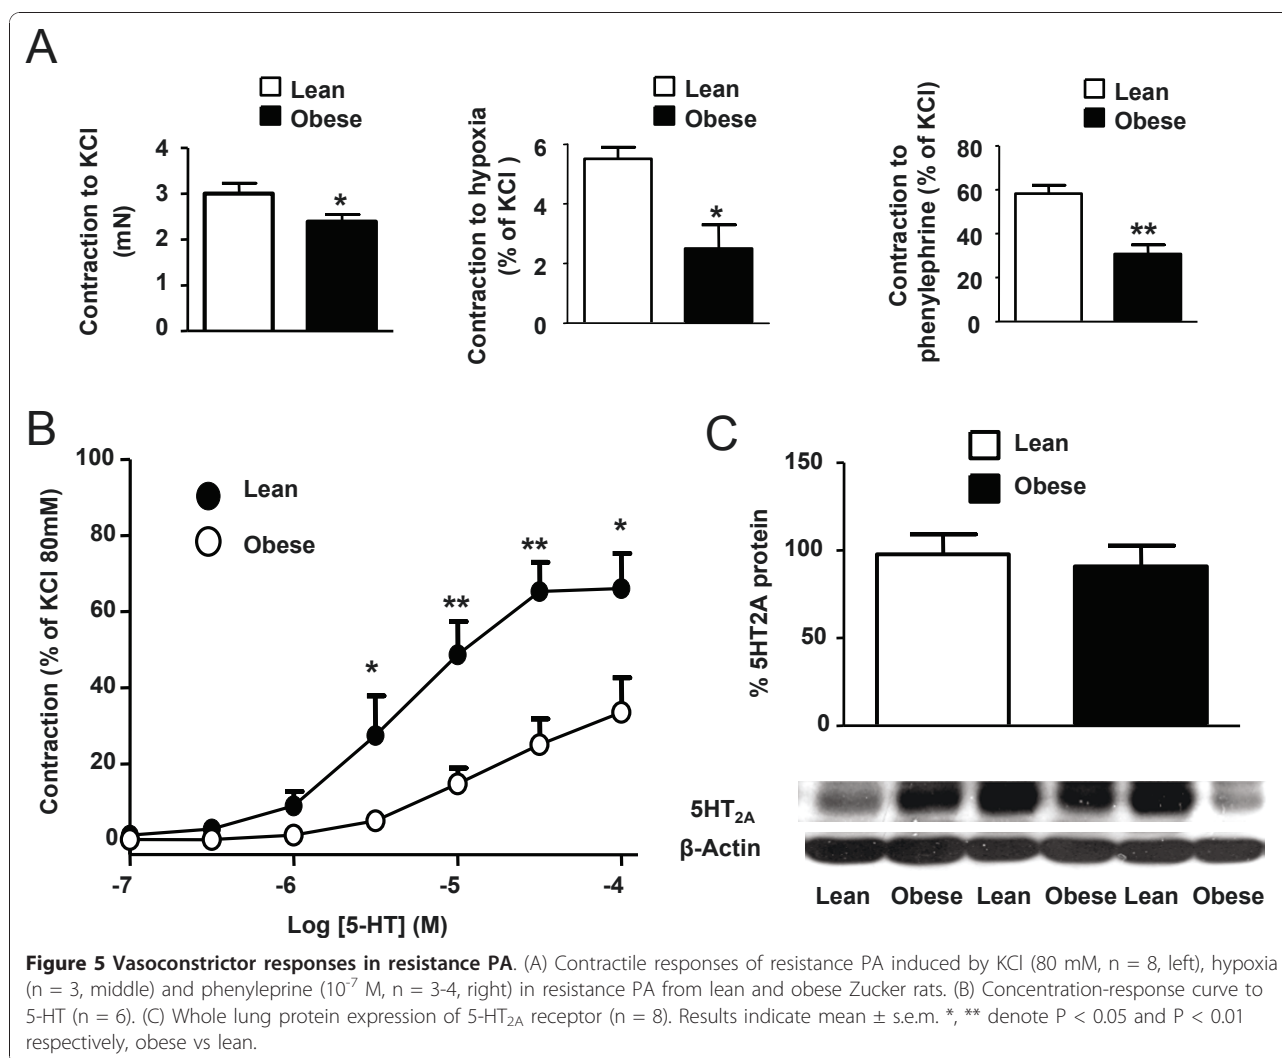 A
Lean
Obese
Contraction to KCl
(mN)
4
3
2
1
0
*
Lean
Obese
Contraction to hypoxia
(% of KCl )
6
4
2
0
*
Lean
Obese
Contraction to
phenylephrine (% of KCl)
80
60
40
20
0
**
B
Contraction (% of KCl 80mM)
100
80
60
40
20
0
Lean
Obese
*
**
**
*
-7
-6
-5
-4
Log [5-HT] (M)
C
Lean
Obese
% 5HT2A protein
150
100
50
0
5HT2A
β-Actin
Lean Obese Lean Obese Lean Obese
Figure 5 Vasoconstrictor responses in resistance PA. (A) Contractile responses of resistance PA induced by KCl (80 mM, n = 8, left), hypoxia
(n = 3, middle) and phenyleprine (10-7 M, n = 3-4, right) in resistance PA from lean and obese Zucker rats. (B) Concentration-response curve to
5-HT (n = 6). (C) Whole lung protein expression of 5-HT2A receptor (n = 8). Results indicate mean ± s.e.m. *, ** denote P < 0.05 and P < 0.01
respectively, obese vs lean.